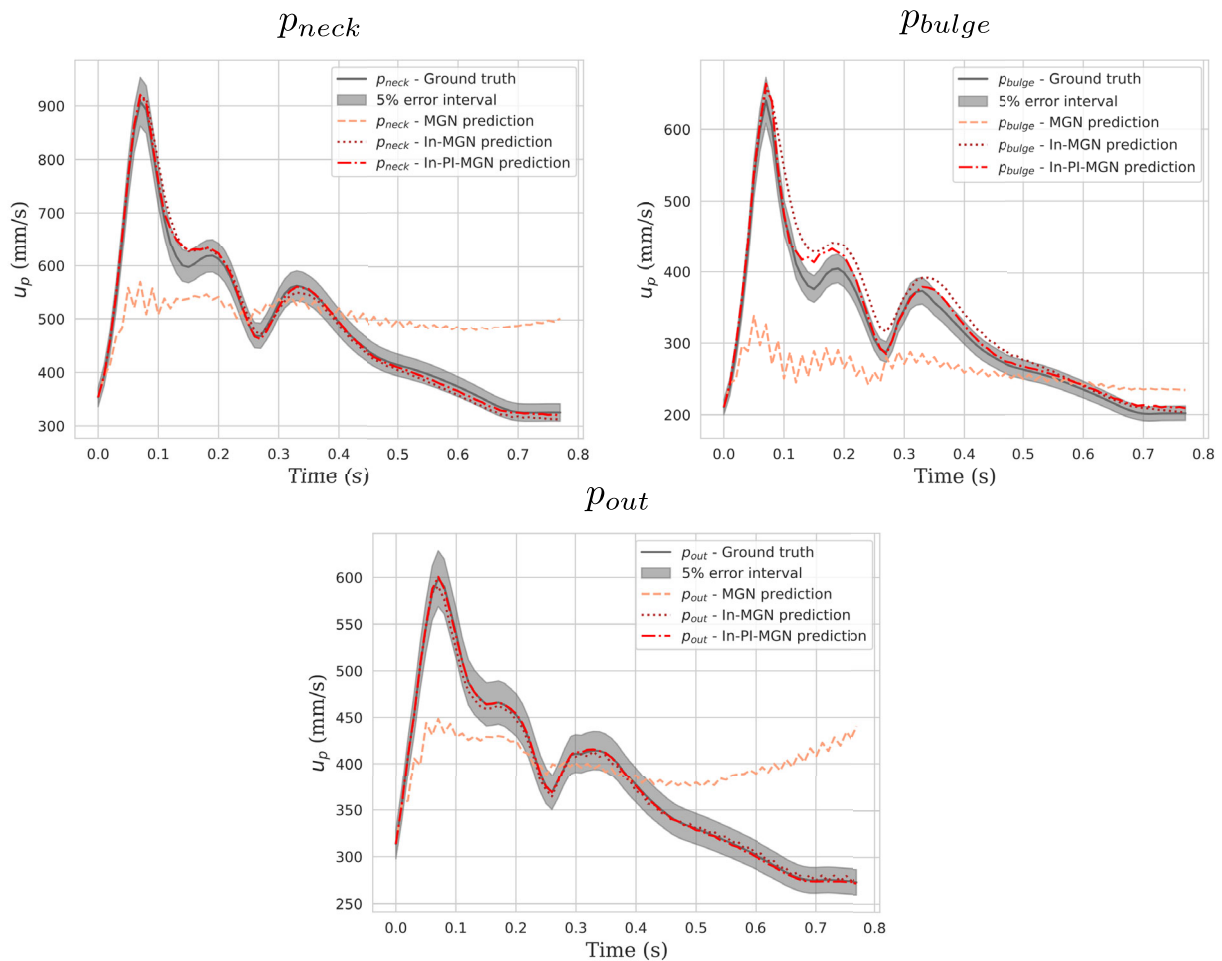 p_neck
p_neck - Ground truth
5% error interval
p_neck - MGN prediction
p_neck - In-MGN prediction
p_neck - In-PI-MGN prediction
900
800
700
600
500
400
300
u_p (mm/s)
0.0 0.1 0.2 0.3 0.4 0.5 0.6 0.7 0.8
Time (s)
p_bulge
p_bulge - Ground truth
5% error interval
p_bulge - MGN prediction
p_bulge - In-MGN prediction
p_bulge - In-PI-MGN prediction
600
500
400
300
200
u_p (mm/s)
0.0 0.1 0.2 0.3 0.4 0.5 0.6 0.7 0.8
Time (s)
p_out
p_out - Ground truth
5% error interval
p_out - MGN prediction
p_out - In-MGN prediction
p_out - In-PI-MGN prediction
600
550
500
450
400
350
300
250
u_p (mm/s)
0.0 0.1 0.2 0.3 0.4 0.5 0.6 0.7 0.8
Time (s)